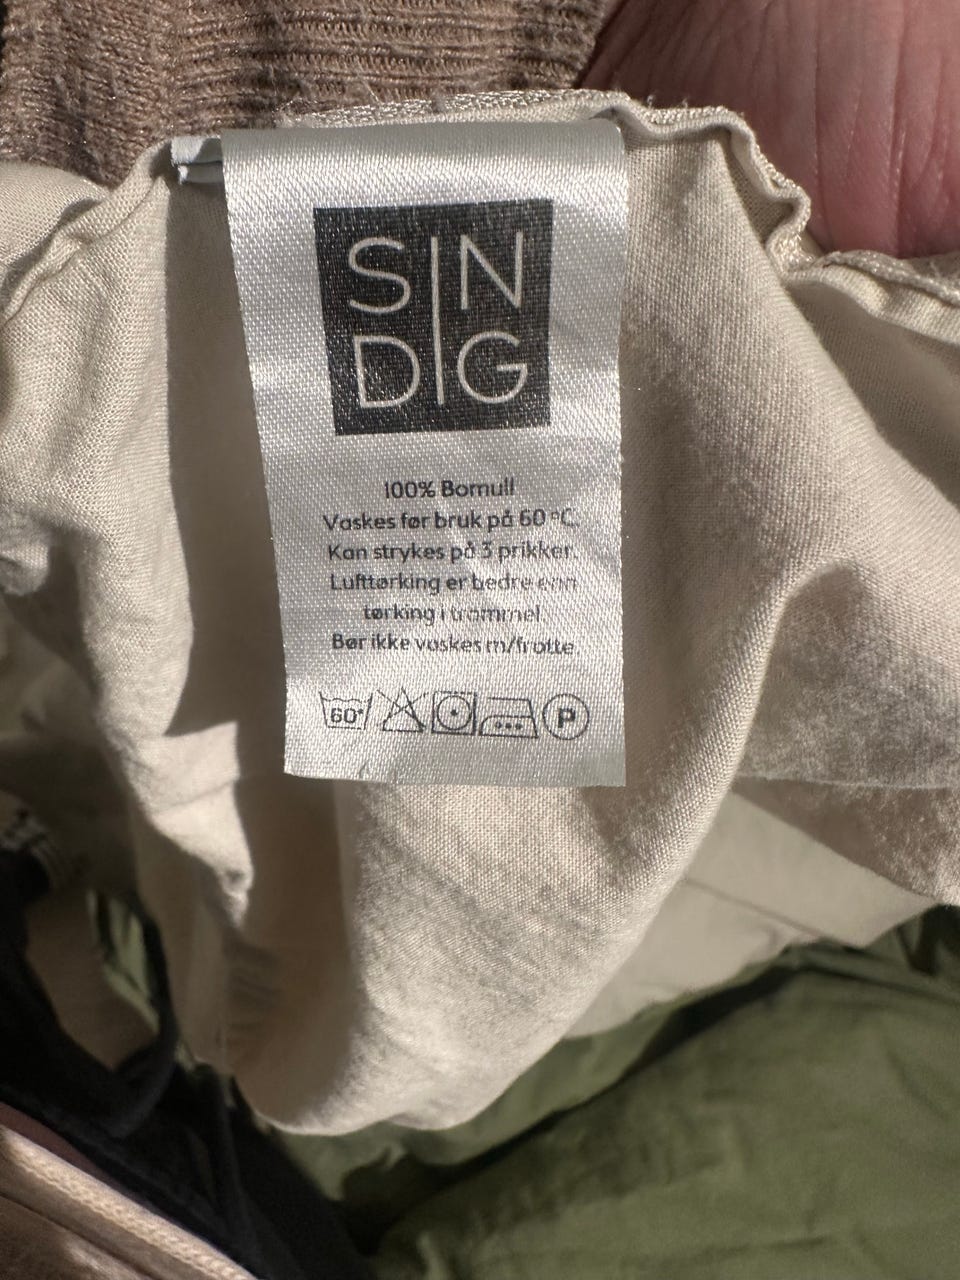 SIN
DIG
100% Bomull
Vaskes før bruk på 60 °C.
Kan strykes på 3 prikker.
Lufttørking er bedre enn
tørking i trommel.
Bør ikke vaskes m/frotte.
60°
P